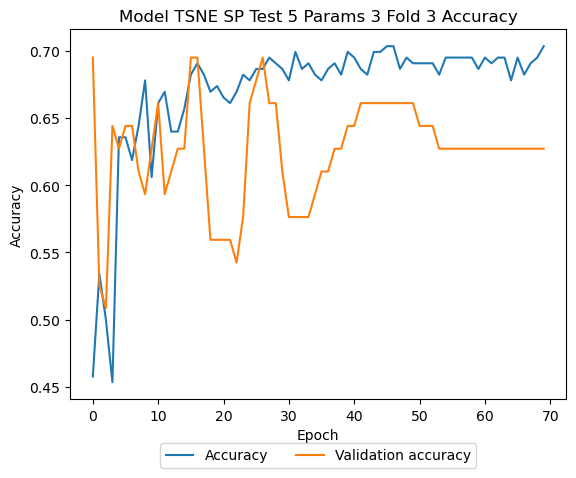 Model TSNE SP Test 5 Params 3 Fold 3 Accuracy
Accuracy
0.70
0.65
0.60
0.55
0.50
0.45
0 10 20 30 40 50 60 70
Epoch
Accuracy Validation accuracy